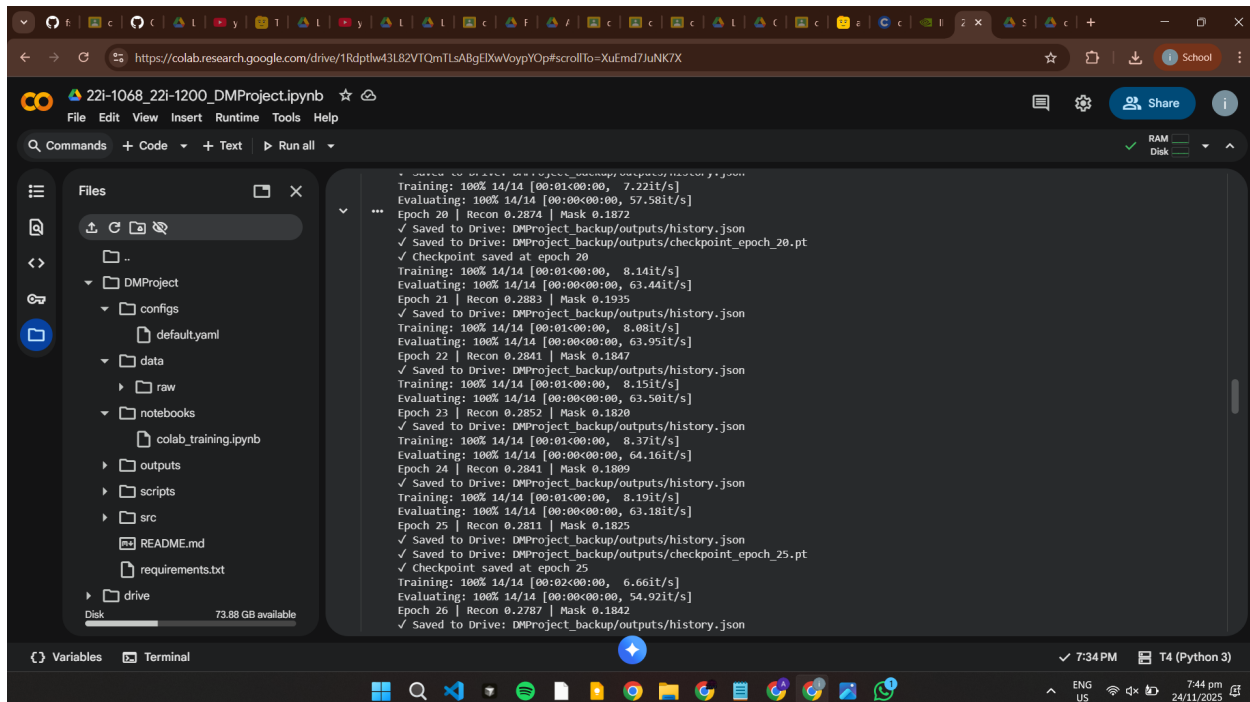 https://colab.research.google.com/drive/1Rdptlw43L82VTQmTLsABgElXwVoypYOp#scrollTo=XuEmd7JuNK7X
School
22i-1068_22i-1200_DMProject.ipynb
File Edit View Insert Runtime Tools Help
Share
i
Commands + Code + Text Run all
RAM
Disk
Files
..
DMProject
configs
default.yaml
data
raw
notebooks
colab_training.ipynb
outputs
scripts
src
README.md
requirements.txt
drive
Disk 73.88 GB available
✓ Saved to Drive: DMProject_backup/outputs/history.json
Training: 100% 14/14 [00:01<00:00, 7.22it/s]
Evaluating: 100% 14/14 [00:00<00:00, 57.58it/s]
Epoch 20 | Recon 0.2874 | Mask 0.1872
✓ Saved to Drive: DMProject_backup/outputs/history.json
✓ Saved to Drive: DMProject_backup/outputs/checkpoint_epoch_20.pt
✓ Checkpoint saved at epoch 20
Training: 100% 14/14 [00:01<00:00, 8.14it/s]
Evaluating: 100% 14/14 [00:00<00:00, 63.44it/s]
Epoch 21 | Recon 0.2883 | Mask 0.1935
✓ Saved to Drive: DMProject_backup/outputs/history.json
Training: 100% 14/14 [00:01<00:00, 8.08it/s]
Evaluating: 100% 14/14 [00:00<00:00, 63.95it/s]
Epoch 22 | Recon 0.2841 | Mask 0.1847
✓ Saved to Drive: DMProject_backup/outputs/history.json
Training: 100% 14/14 [00:01<00:00, 8.15it/s]
Evaluating: 100% 14/14 [00:00<00:00, 63.50it/s]
Epoch 23 | Recon 0.2852 | Mask 0.1820
✓ Saved to Drive: DMProject_backup/outputs/history.json
Training: 100% 14/14 [00:01<00:00, 8.37it/s]
Evaluating: 100% 14/14 [00:00<00:00, 64.16it/s]
Epoch 24 | Recon 0.2841 | Mask 0.1809
✓ Saved to Drive: DMProject_backup/outputs/history.json
Training: 100% 14/14 [00:01<00:00, 8.19it/s]
Evaluating: 100% 14/14 [00:00<00:00, 63.18it/s]
Epoch 25 | Recon 0.2811 | Mask 0.1825
✓ Saved to Drive: DMProject_backup/outputs/history.json
✓ Saved to Drive: DMProject_backup/outputs/checkpoint_epoch_25.pt
✓ Checkpoint saved at epoch 25
Training: 100% 14/14 [00:02<00:00, 6.66it/s]
Evaluating: 100% 14/14 [00:00<00:00, 54.92it/s]
Epoch 26 | Recon 0.2787 | Mask 0.1842
✓ Saved to Drive: DMProject_backup/outputs/history.json
Variables Terminal
7:34 PM T4 (Python 3)
ENG
US
7:44 pm
24/11/2025